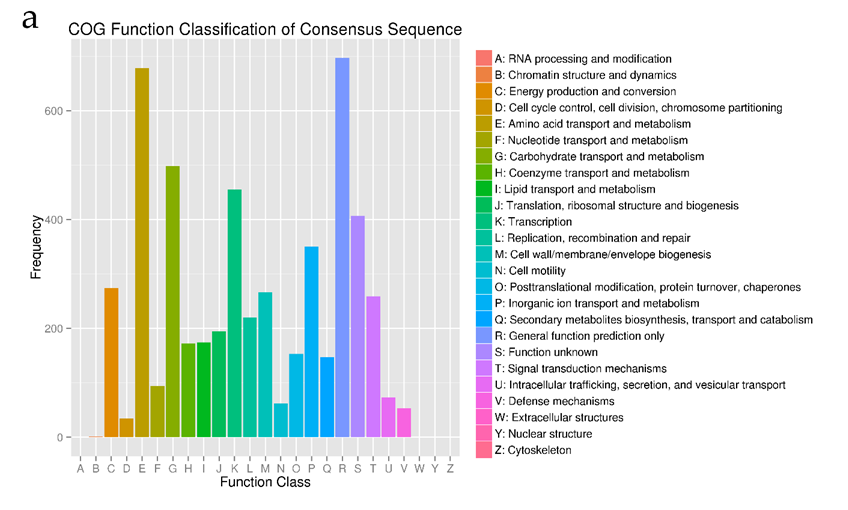 a
COG Function Classification of Consensus Sequence
600
400
200
0
Frequency
A B C D E F G H I J K L M N O P Q R S T U V W Y Z
Function Class
A: RNA processing and modification
B: Chromatin structure and dynamics
C: Energy production and conversion
D: Cell cycle control, cell division, chromosome partitioning
E: Amino acid transport and metabolism
F: Nucleotide transport and metabolism
G: Carbohydrate transport and metabolism
H: Coenzyme transport and metabolism
I: Lipid transport and metabolism
J: Translation, ribosomal structure and biogenesis
K: Transcription
L: Replication, recombination and repair
M: Cell wall/membrane/envelope biogenesis
N: Cell motility
O: Posttranslational modification, protein turnover, chaperones
P: Inorganic ion transport and metabolism
Q: Secondary metabolites biosynthesis, transport and catabolism
R: General function prediction only
S: Function unknown
T: Signal transduction mechanisms
U: Intracellular trafficking, secretion, and vesicular transport
V: Defense mechanisms
W: Extracellular structures
Y: Nuclear structure
Z: Cytoskeleton